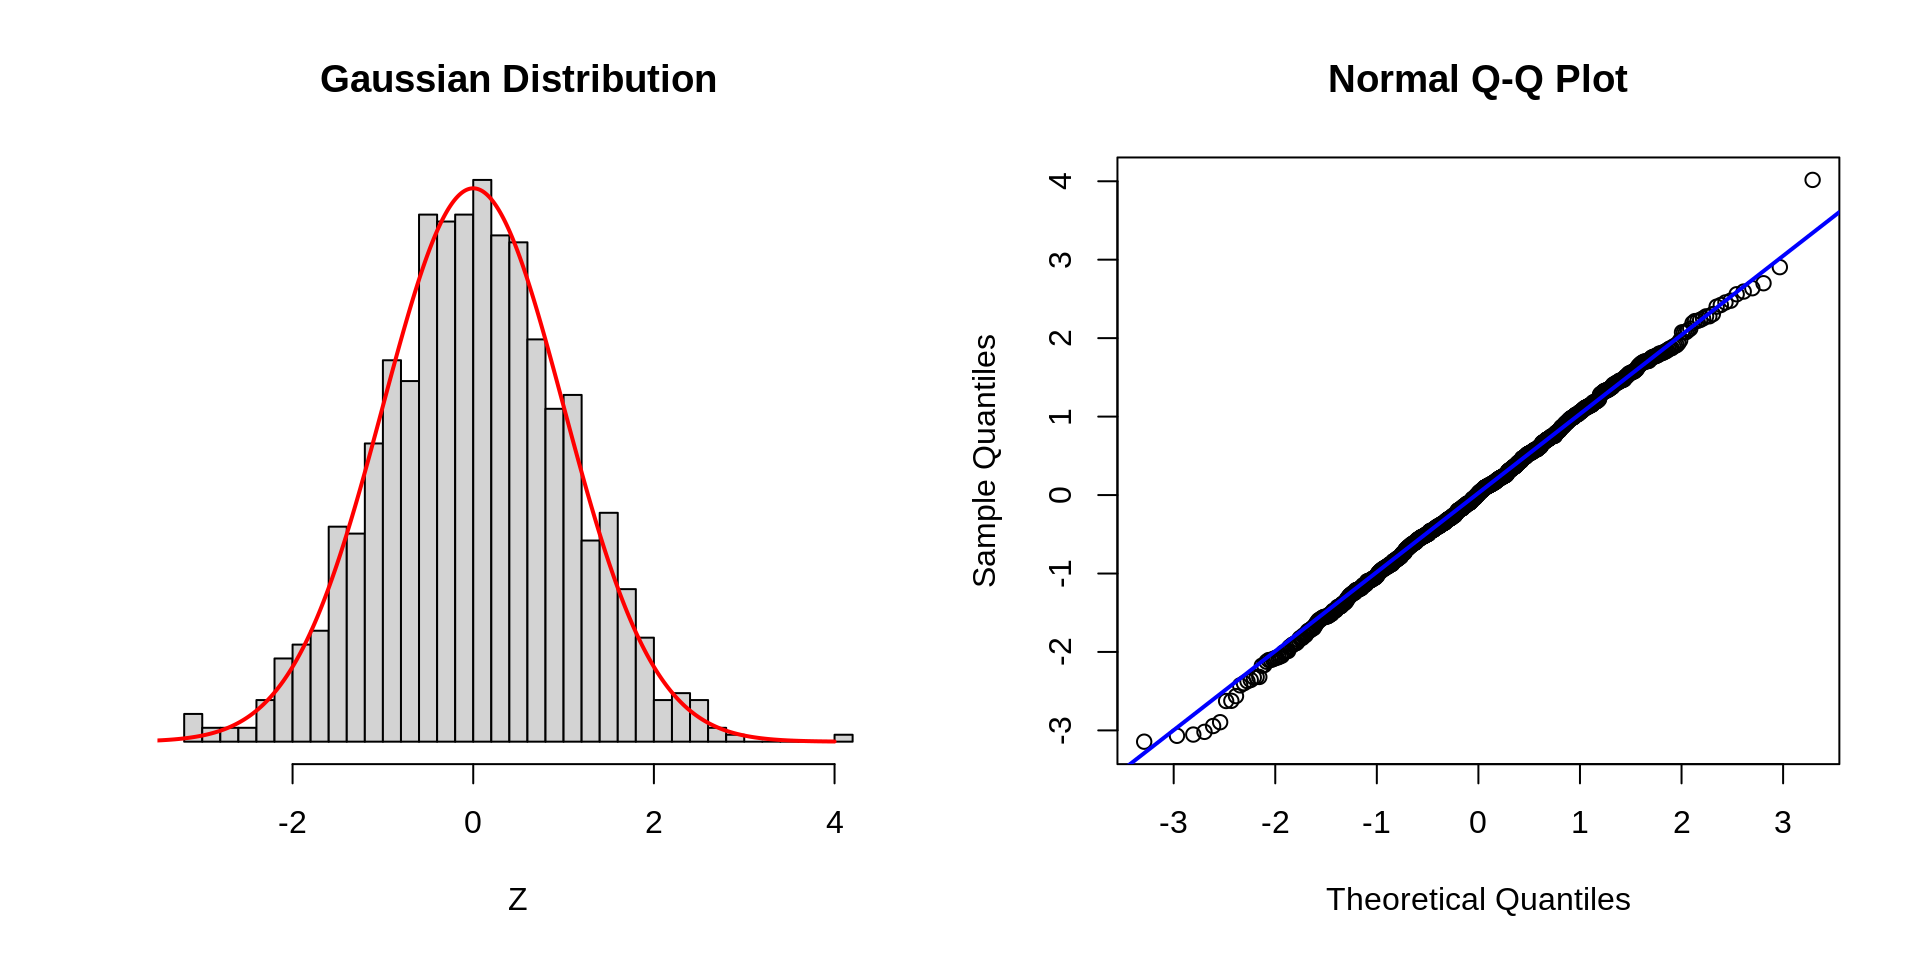 Gaussian Distribution
-2 0 2 4
Z
Normal Q-Q Plot
4
3
2
1
0
-1
-2
-3
Sample Quantiles
-3 -2 -1 0 1 2 3
Theoretical Quantiles